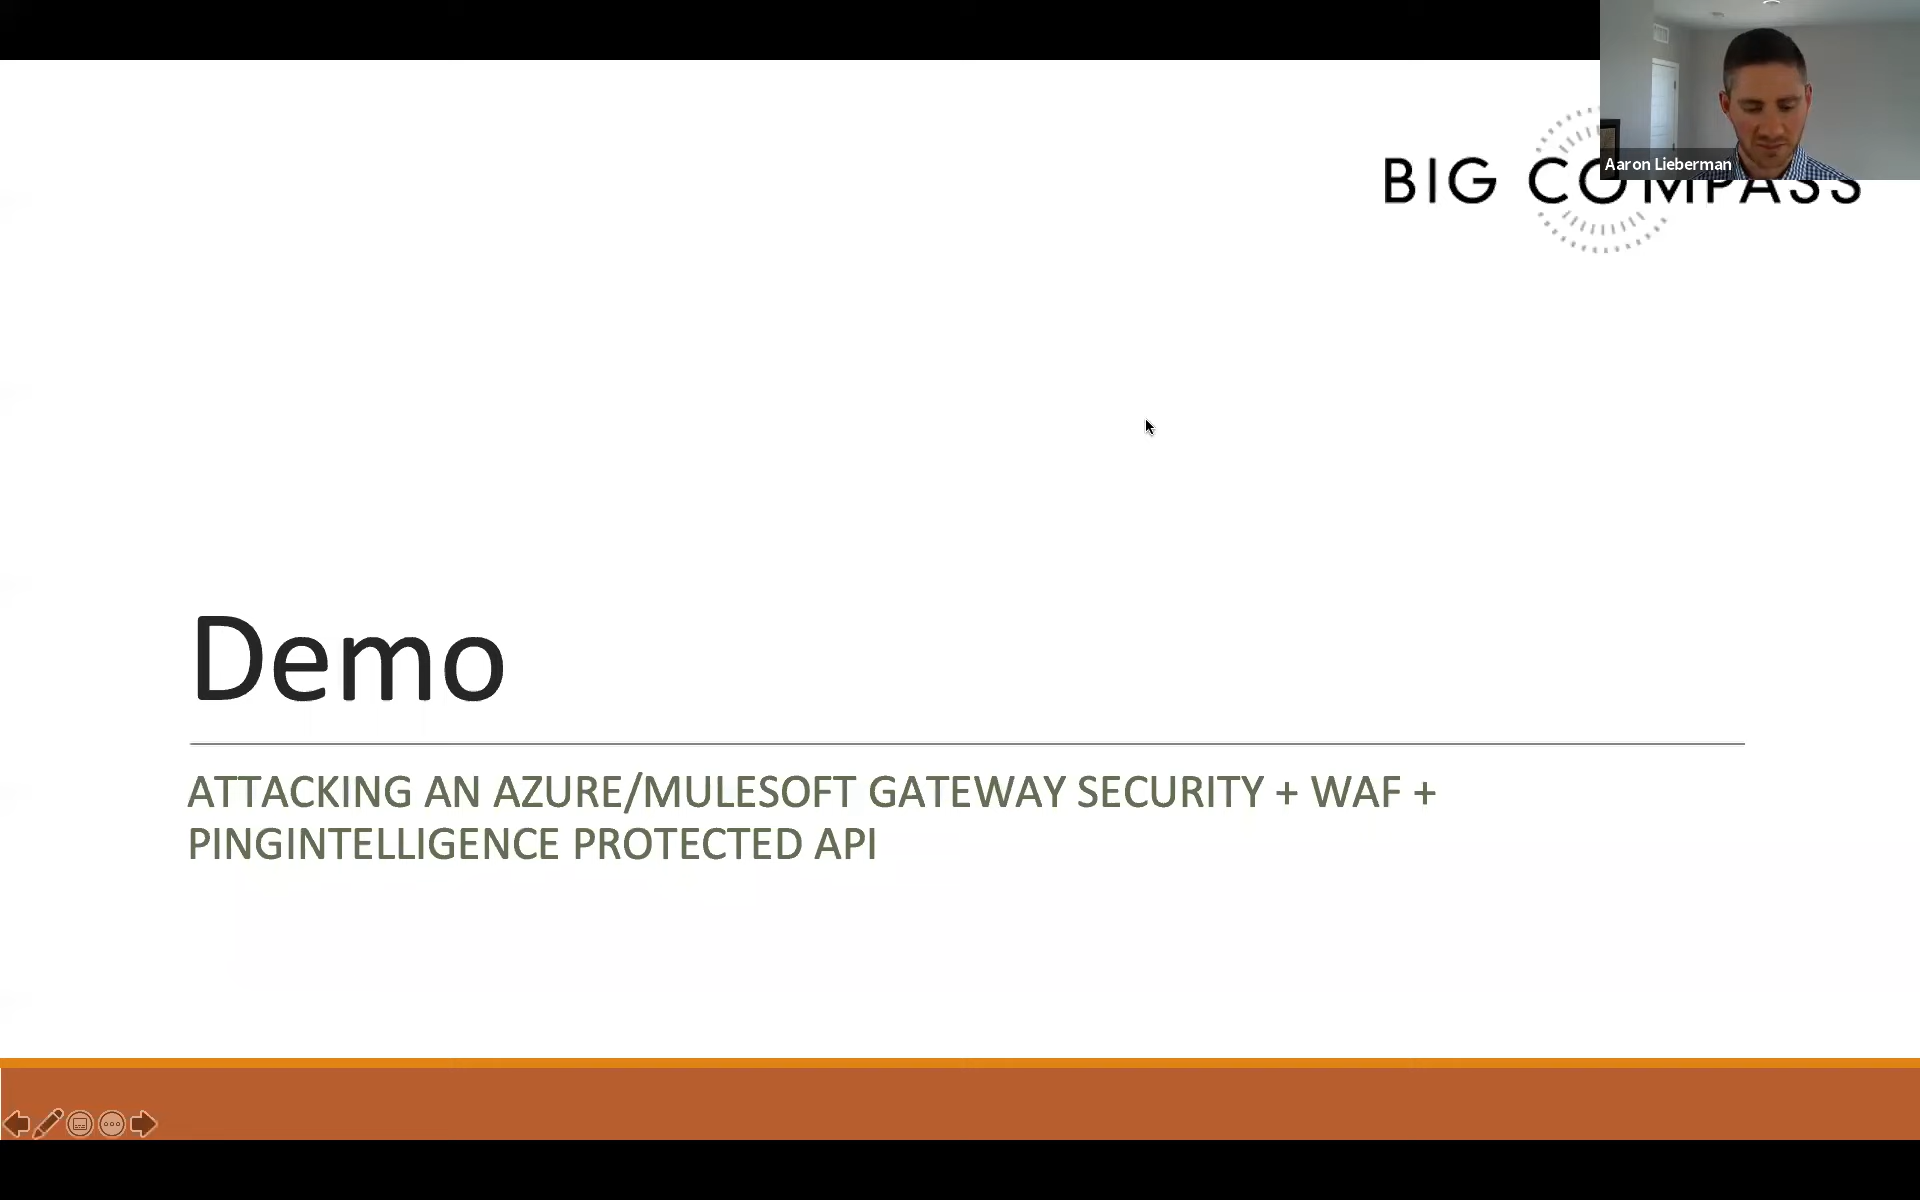 Aaron Lieberman
BIG COMPASS
Demo
ATTACKING AN AZURE/MULESOFT GATEWAY SECURITY + WAF +
PINGINTELLIGENCE PROTECTED API